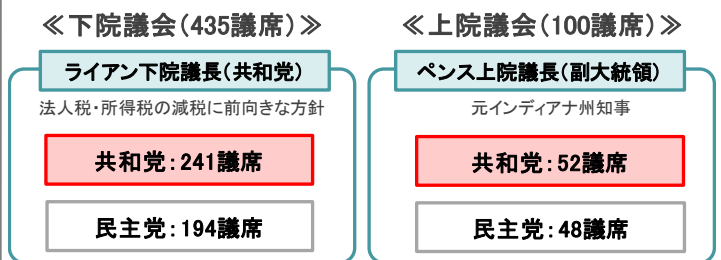 ≪下院議会（435議席）≫
ライアン下院議長（共和党）
法人税・所得税の減税に前向きな方針
共和党：241議席
民主党：194議席
≪上院議会（100議席）≫
ペンス上院議長（副大統領）
元インディアナ州知事
共和党：52議席
民主党：48議席